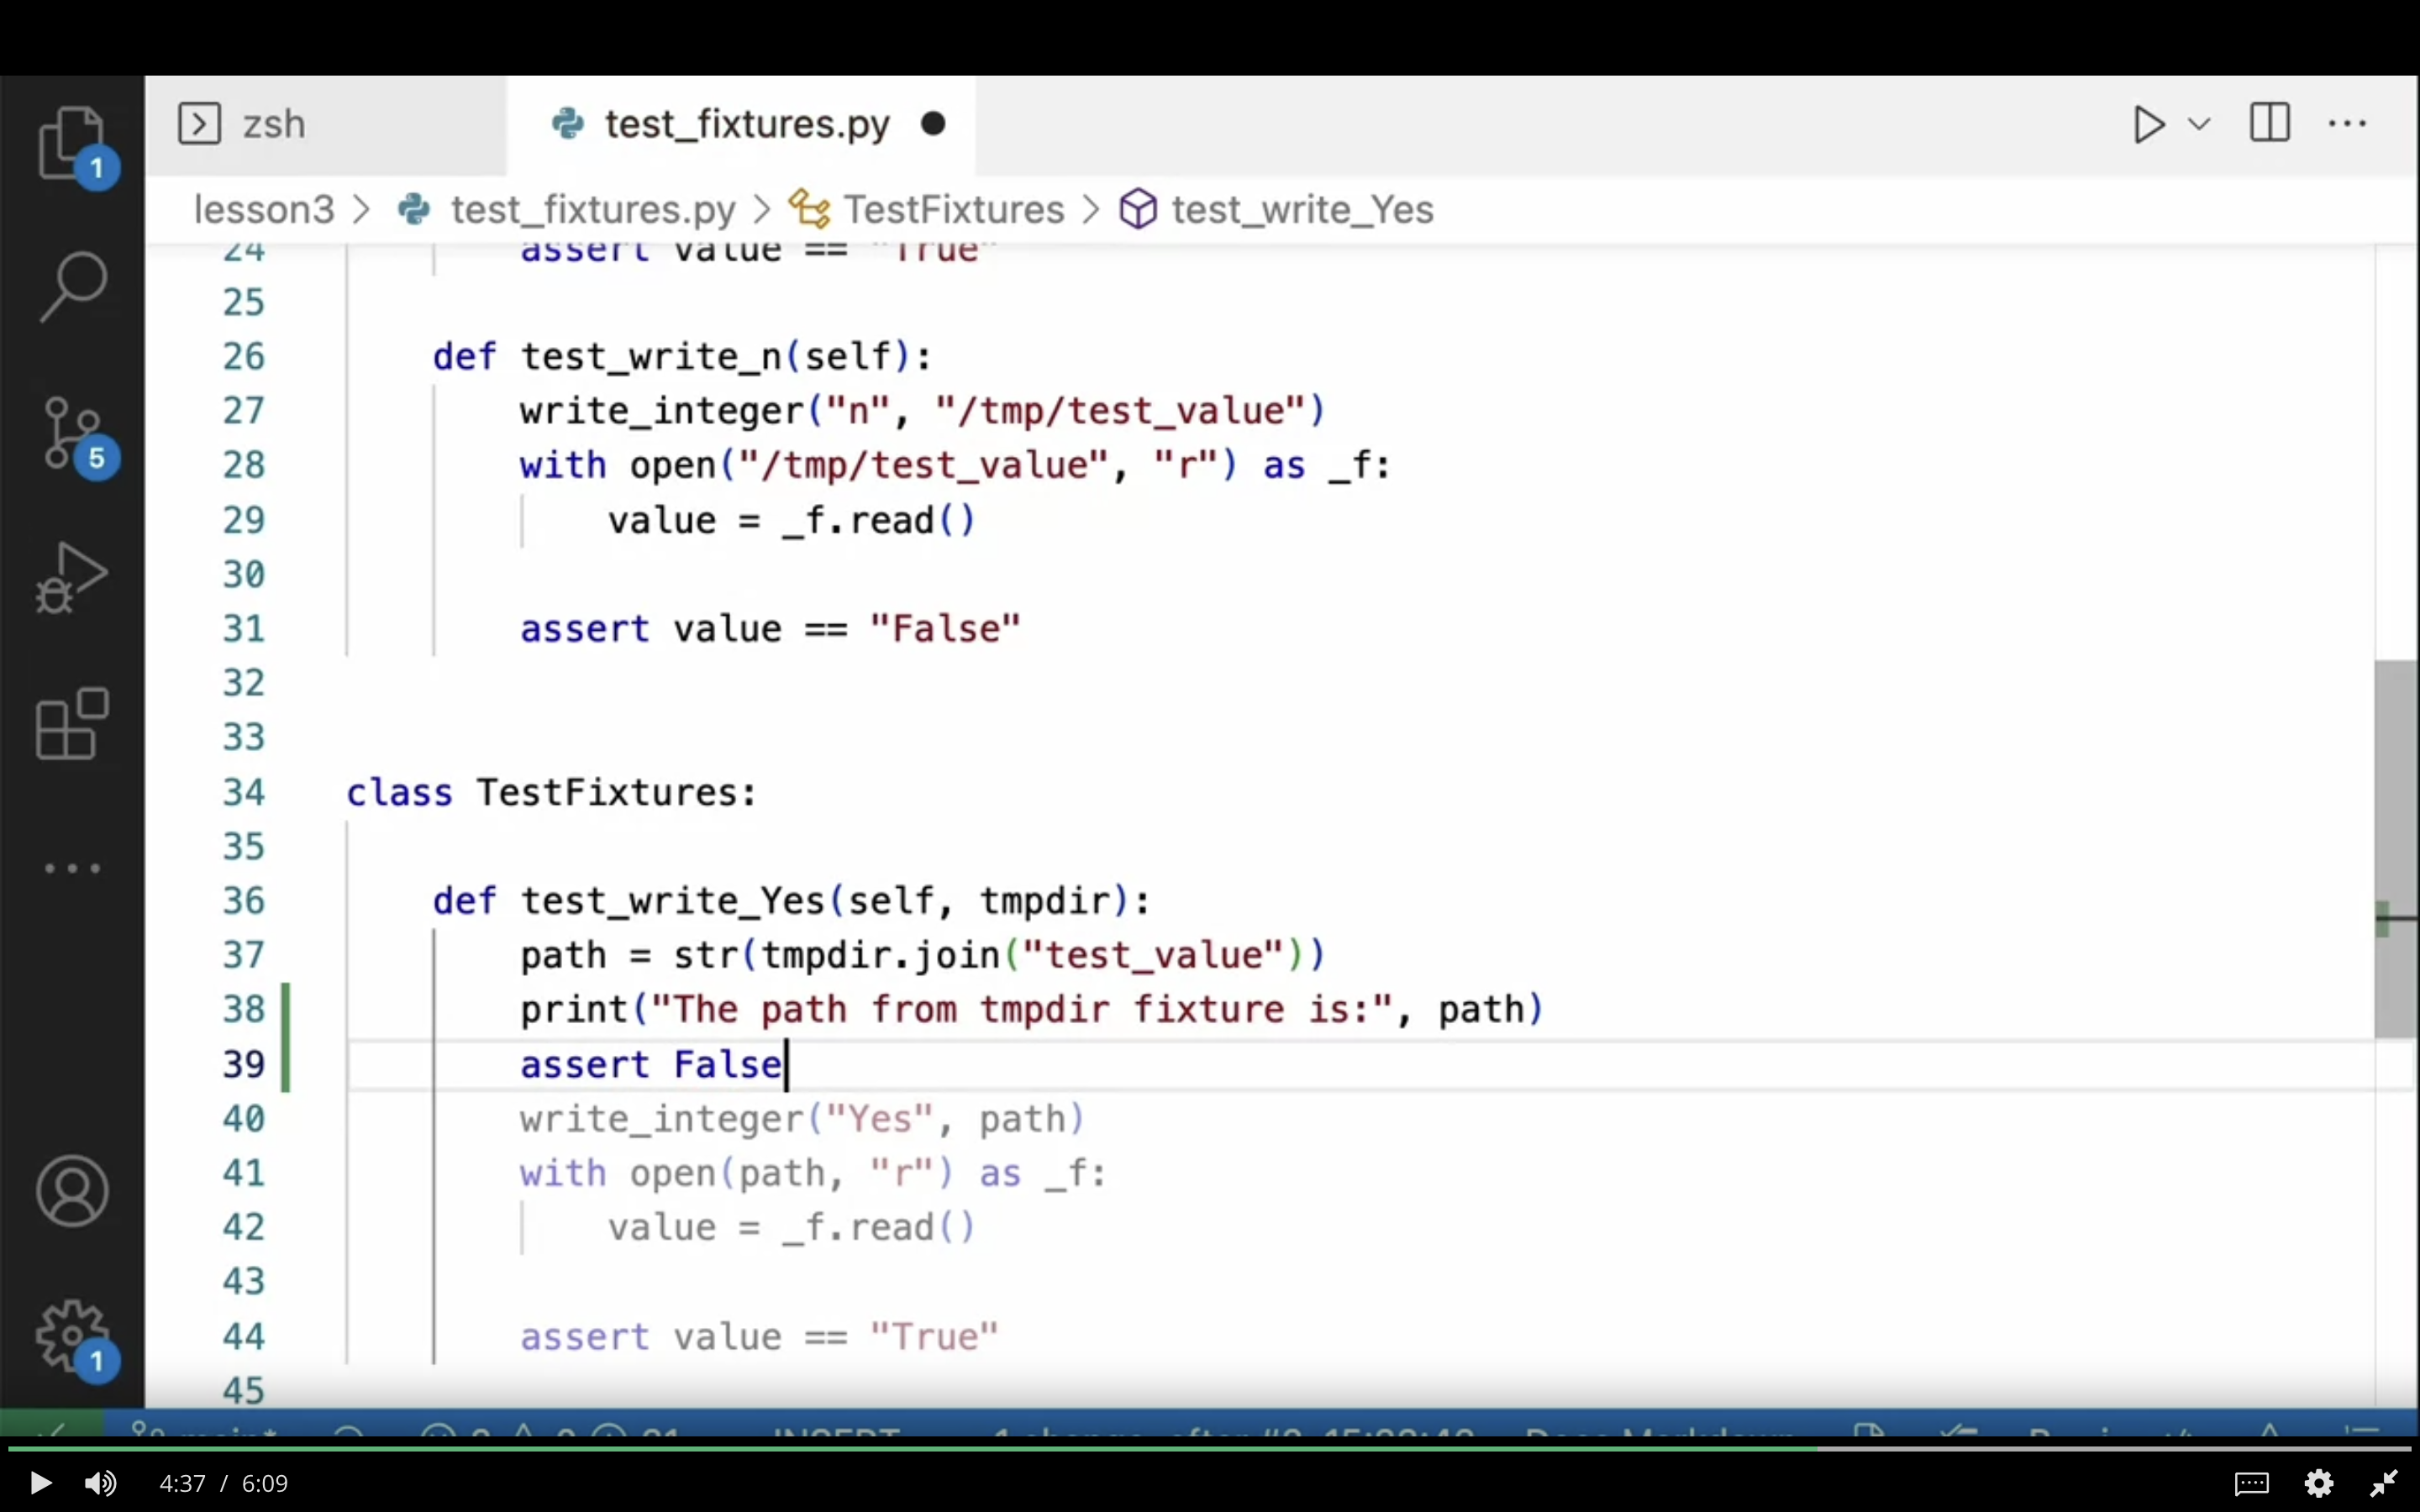 zsh
test_fixtures.py
lesson3 > test_fixtures.py > TestFixtures > test_write_Yes
1
5
1
24 assert value == "True"
25
26 def test_write_n(self):
27 write_integer("n", "/tmp/test_value")
28 with open("/tmp/test_value", "r") as _f:
29 value = _f.read()
30
31 assert value == "False"
32
33
34 class TestFixtures:
35
36 def test_write_Yes(self, tmpdir):
37 path = str(tmpdir.join("test_value"))
38 print("The path from tmpdir fixture is:", path)
39 assert False
40 write_integer("Yes", path)
41 with open(path, "r") as _f:
42 value = _f.read()
43
44 assert value == "True"
45
4:37 / 6:09